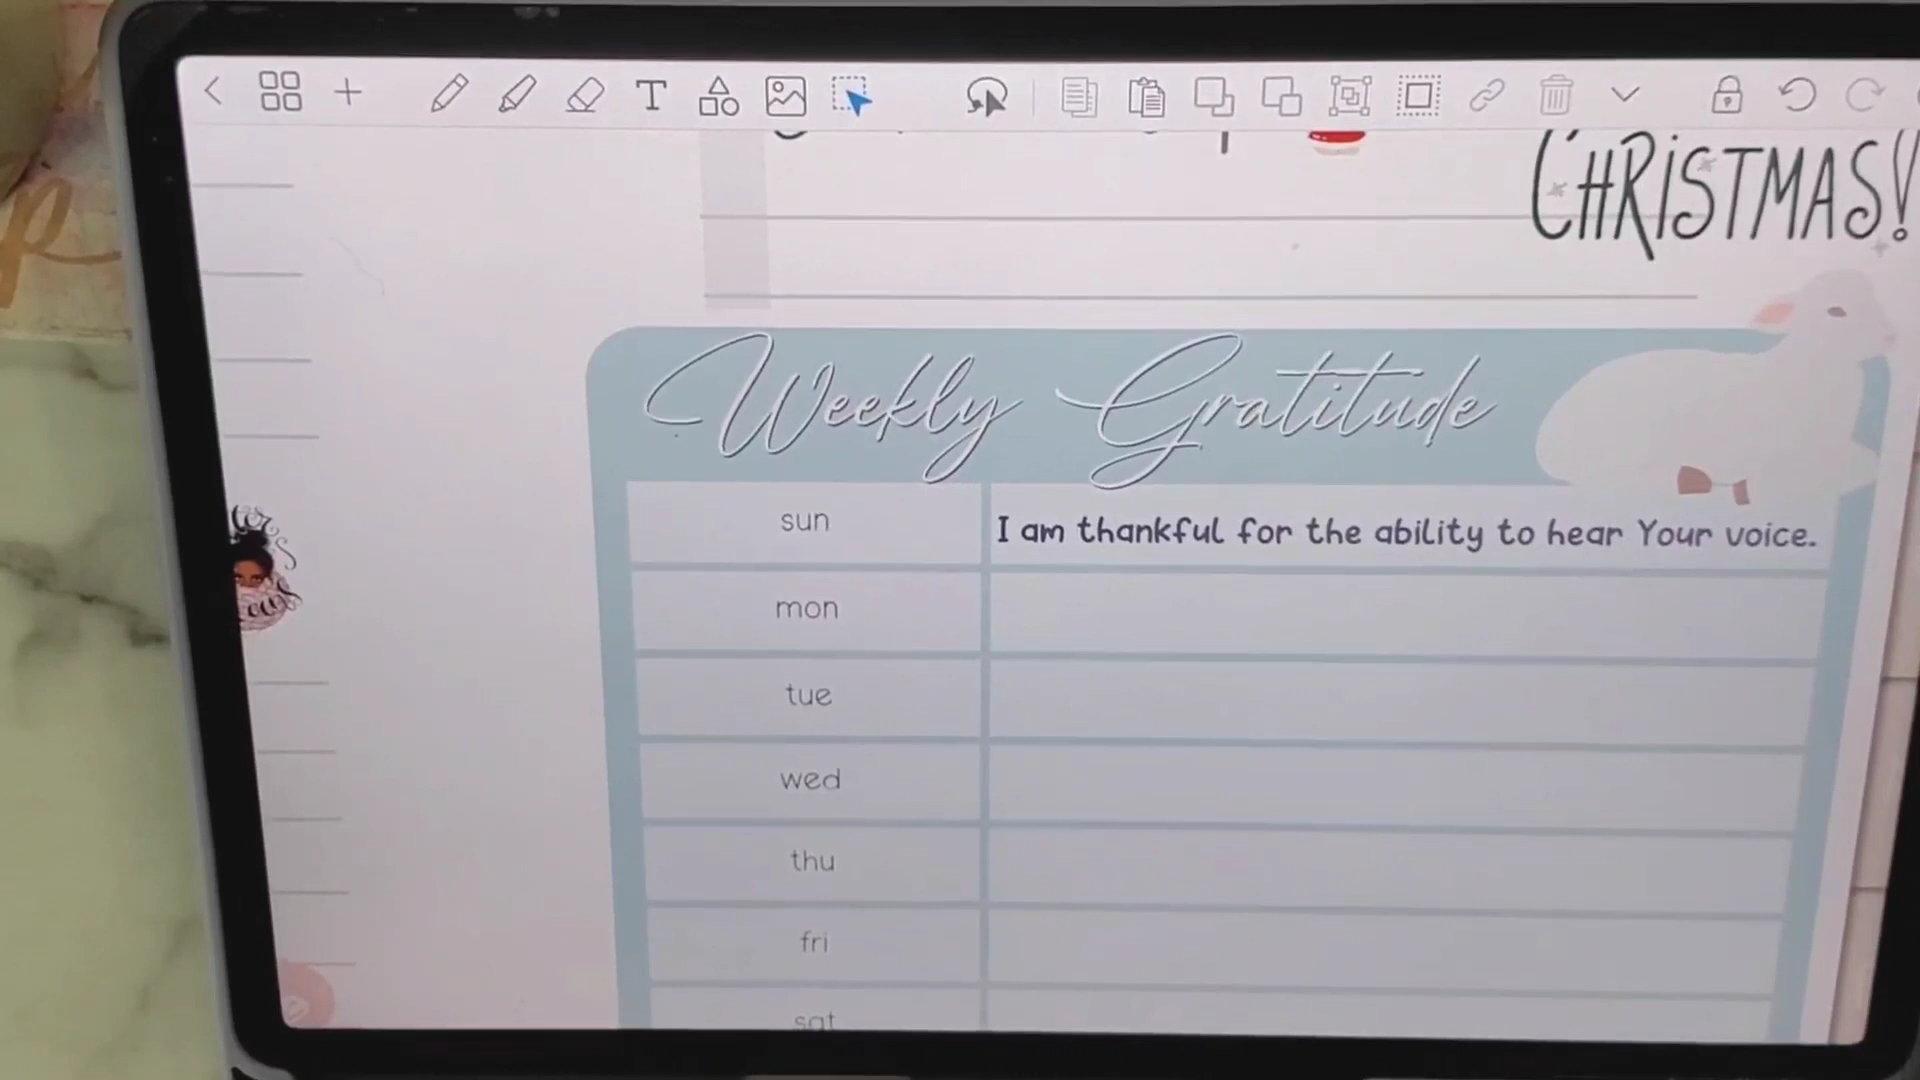 CHRISTMAS!
Weekly Gratitude
sun
I am thankful for the ability to hear Your voice.
mon
tue
wed
thu
fri
sat